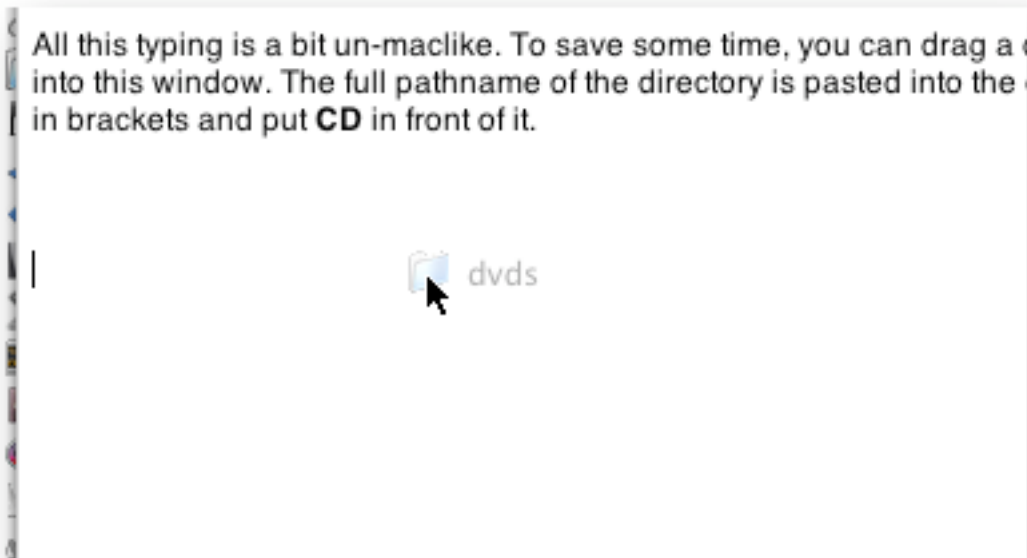 All this typing is a bit un-maclike. To save some time, you can drag a
into this window. The full pathname of the directory is pasted into the
in brackets and put CD in front of it.
dvds